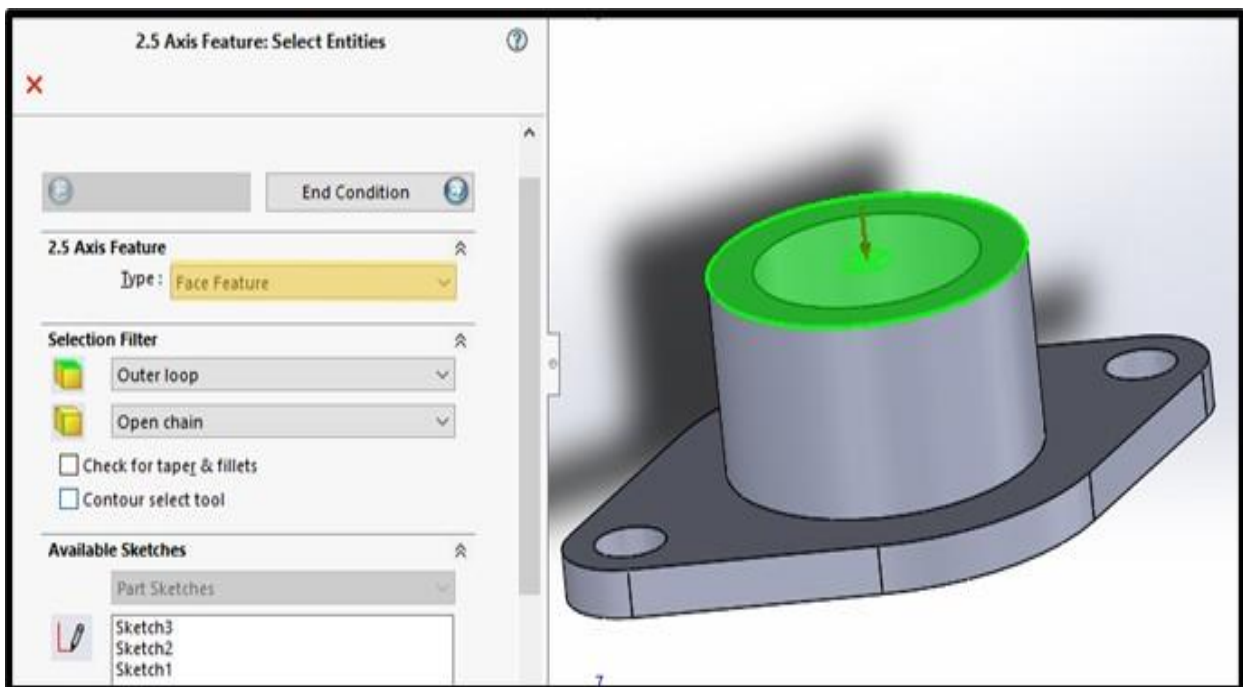 2.5 Axis Feature: Select Entities
End Condition
2.5 Axis Feature
Type : Face Feature
Selection Filter
Outer loop
Open chain
Check for taper & fillets
Contour select tool
Available Sketches
Part Sketches
Sketch3
Sketch2
Sketch1